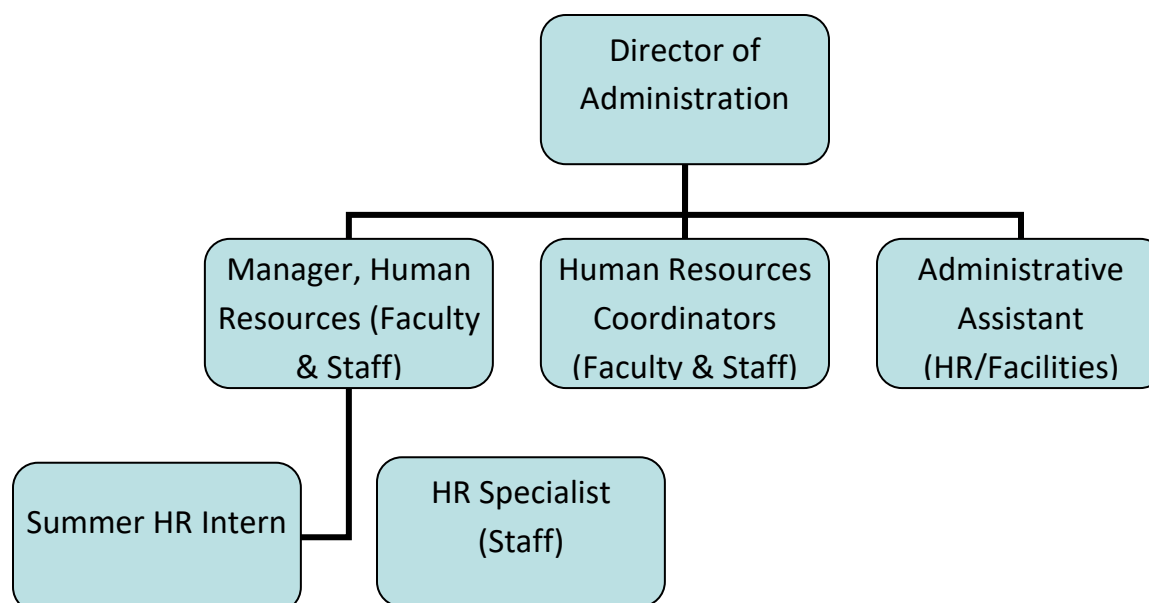 Director of
Administration
Manager, Human
Resources (Faculty
& Staff)
Human Resources
Coordinators
(Faculty & Staff)
Administrative
Assistant
(HR/Facilities)
Summer HR Intern
HR Specialist
(Staff)